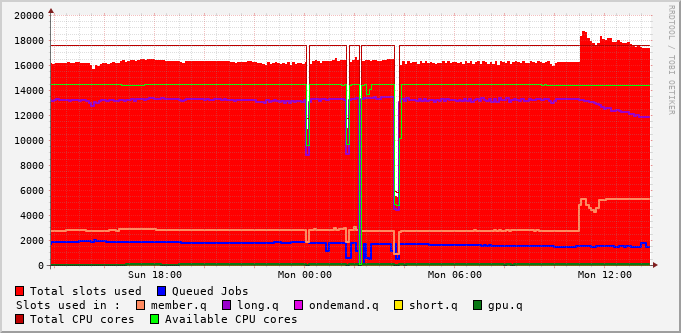 20000
18000
16000
14000
12000
10000
8000
6000
4000
2000
0
Sun 18:00 Mon 00:00 Mon 06:00 Mon 12:00
RRDTOOL / TOBI OETIKER
Total slots used Queued Jobs
Slots used in : member.q long.q ondemand.q short.q gpu.q
Total CPU cores Available CPU cores